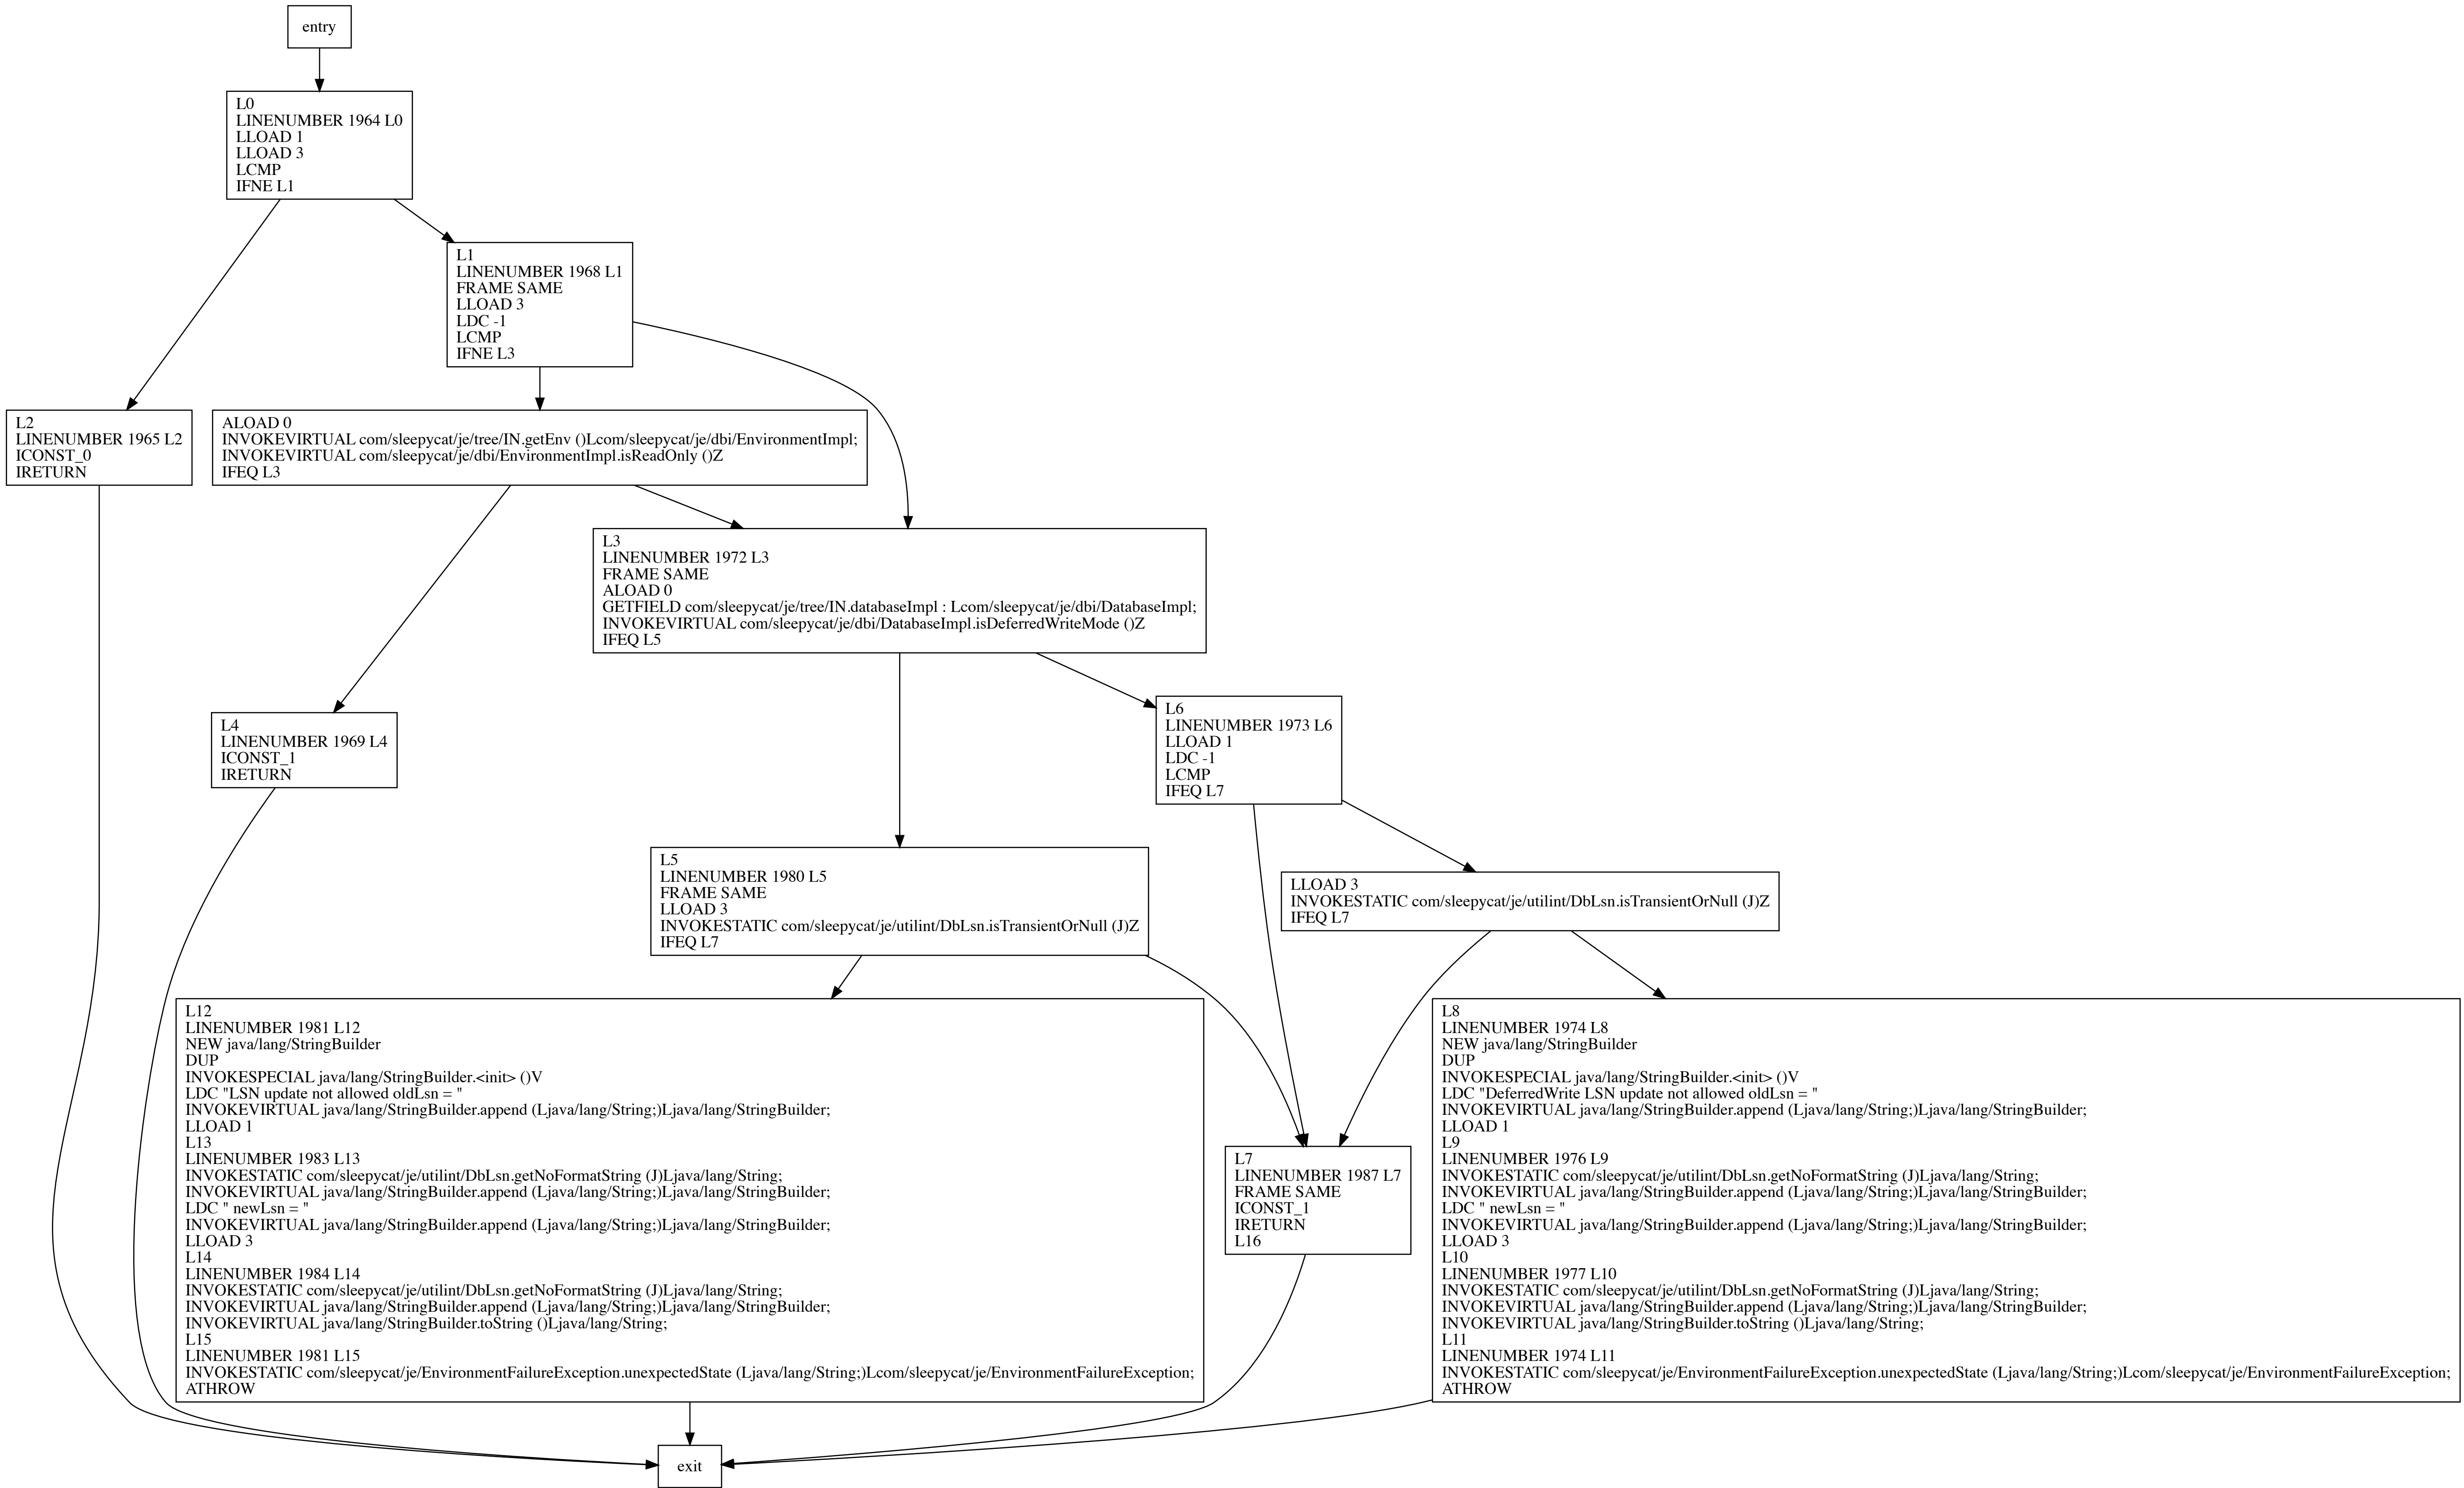 entry
L0
LINENUMBER 1964 L0
LLOAD 1
LLOAD 3
LCMP
IFNE L1
L1
LINENUMBER 1968 L1
FRAME SAME
LLOAD 3
LDC -1
LCMP
IFNE L3
L2
LINENUMBER 1965 L2
ICONST_0
IRETURN
ALOAD 0
INVOKEVIRTUAL com/sleepycat/je/tree/IN.getEnv ()Lcom/sleepycat/je/dbi/EnvironmentImpl;
INVOKEVIRTUAL com/sleepycat/je/dbi/EnvironmentImpl.isReadOnly ()Z
IFEQ L3
L3
LINENUMBER 1972 L3
FRAME SAME
ALOAD 0
GETFIELD com/sleepycat/je/tree/IN.databaseImpl : Lcom/sleepycat/je/dbi/DatabaseImpl;
INVOKEVIRTUAL com/sleepycat/je/dbi/DatabaseImpl.isDeferredWriteMode ()Z
IFEQ L5
L4
LINENUMBER 1969 L4
ICONST_1
IRETURN
L6
LINENUMBER 1973 L6
LLOAD 1
LDC -1
LCMP
IFEQ L7
L5
LINENUMBER 1980 L5
FRAME SAME
LLOAD 3
INVOKESTATIC com/sleepycat/je/utilint/DbLsn.isTransientOrNull (J)Z
IFEQ L7
LLOAD 3
INVOKESTATIC com/sleepycat/je/utilint/DbLsn.isTransientOrNull (J)Z
IFEQ L7
L12
LINENUMBER 1981 L12
NEW java/lang/StringBuilder
DUP
INVOKESPECIAL java/lang/StringBuilder.<init> ()V
LDC "LSN update not allowed oldLsn = "
INVOKEVIRTUAL java/lang/StringBuilder.append (Ljava/lang/String;)Ljava/lang/StringBuilder;
LLOAD 1
L13
LINENUMBER 1983 L13
INVOKESTATIC com/sleepycat/je/utilint/DbLsn.getNoFormatString (J)Ljava/lang/String;
INVOKEVIRTUAL java/lang/StringBuilder.append (Ljava/lang/String;)Ljava/lang/StringBuilder;
LDC " newLsn = "
INVOKEVIRTUAL java/lang/StringBuilder.append (Ljava/lang/String;)Ljava/lang/StringBuilder;
LLOAD 3
L14
LINENUMBER 1984 L14
INVOKESTATIC com/sleepycat/je/utilint/DbLsn.getNoFormatString (J)Ljava/lang/String;
INVOKEVIRTUAL java/lang/StringBuilder.append (Ljava/lang/String;)Ljava/lang/StringBuilder;
INVOKEVIRTUAL java/lang/StringBuilder.toString ()Ljava/lang/String;
L15
LINENUMBER 1981 L15
INVOKESTATIC com/sleepycat/je/EnvironmentFailureException.unexpectedState (Ljava/lang/String;)Lcom/sleepycat/je/EnvironmentFailureException;
ATHROW
L7
LINENUMBER 1987 L7
FRAME SAME
ICONST_1
IRETURN
L16
L8
LINENUMBER 1974 L8
NEW java/lang/StringBuilder
DUP
INVOKESPECIAL java/lang/StringBuilder.<init> ()V
LDC "DeferredWrite LSN update not allowed oldLsn = "
INVOKEVIRTUAL java/lang/StringBuilder.append (Ljava/lang/String;)Ljava/lang/StringBuilder;
LLOAD 1
L9
LINENUMBER 1976 L9
INVOKESTATIC com/sleepycat/je/utilint/DbLsn.getNoFormatString (J)Ljava/lang/String;
INVOKEVIRTUAL java/lang/StringBuilder.append (Ljava/lang/String;)Ljava/lang/StringBuilder;
LDC " newLsn = "
INVOKEVIRTUAL java/lang/StringBuilder.append (Ljava/lang/String;)Ljava/lang/StringBuilder;
LLOAD 3
L10
LINENUMBER 1977 L10
INVOKESTATIC com/sleepycat/je/utilint/DbLsn.getNoFormatString (J)Ljava/lang/String;
INVOKEVIRTUAL java/lang/StringBuilder.append (Ljava/lang/String;)Ljava/lang/StringBuilder;
INVOKEVIRTUAL java/lang/StringBuilder.toString ()Ljava/lang/String;
L11
LINENUMBER 1974 L11
INVOKESTATIC com/sleepycat/je/EnvironmentFailureException.unexpectedState (Ljava/lang/String;)Lcom/sleepycat/je/EnvironmentFailureException;
ATHROW
exit